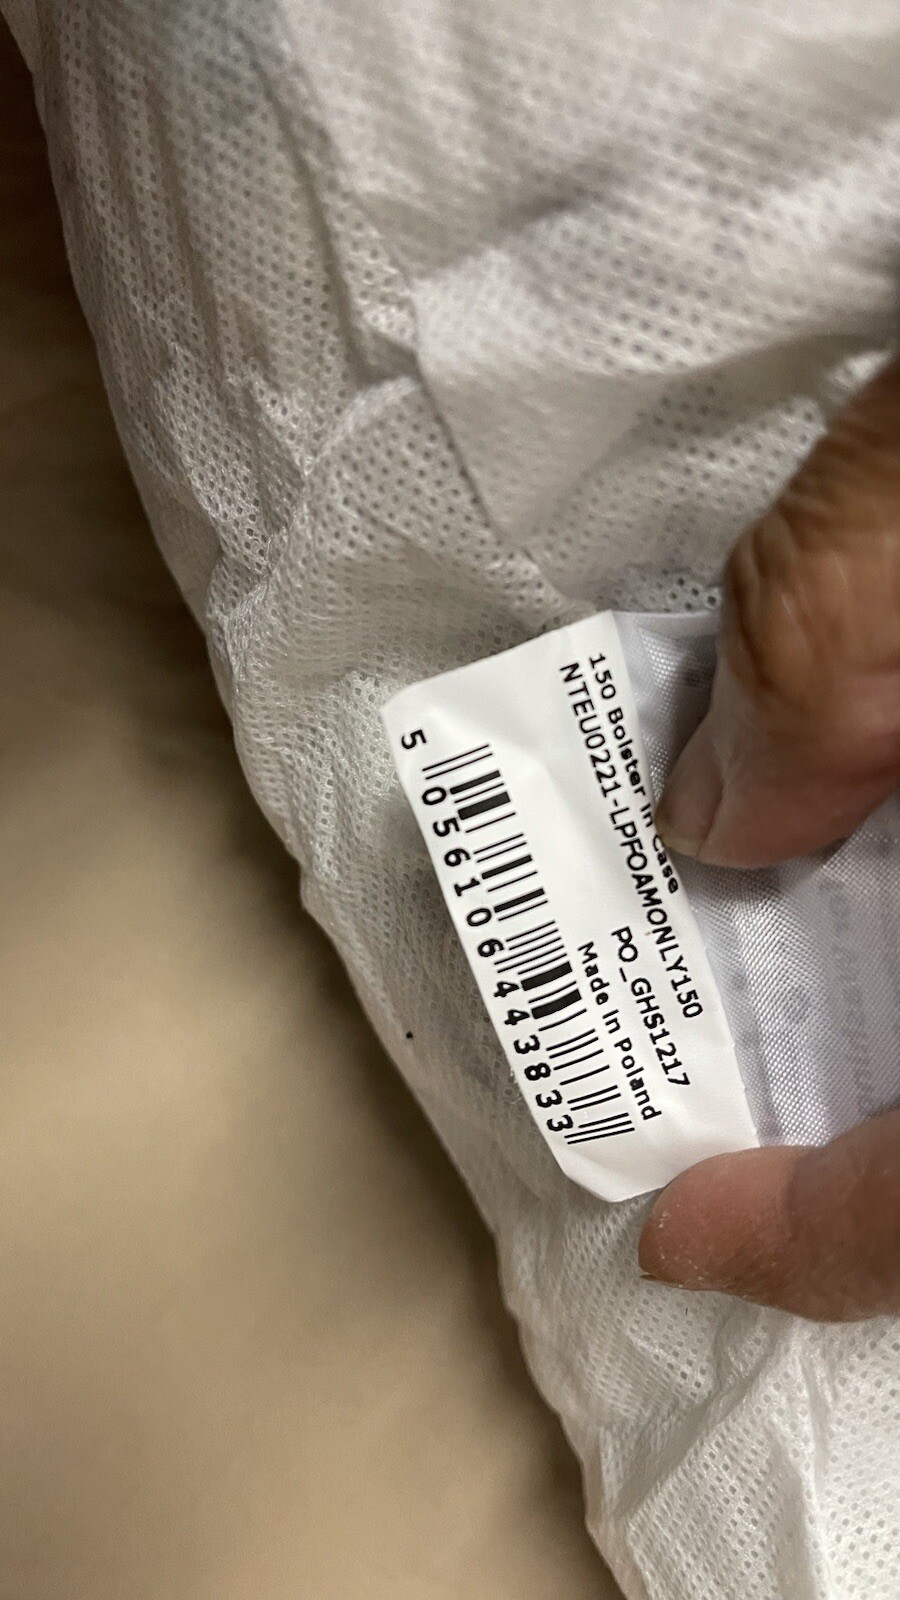 150 Bolster in Case
NTEU0221-LPFOAMONLY150
PO_GHS1217
Made in Poland
5 056106 443833